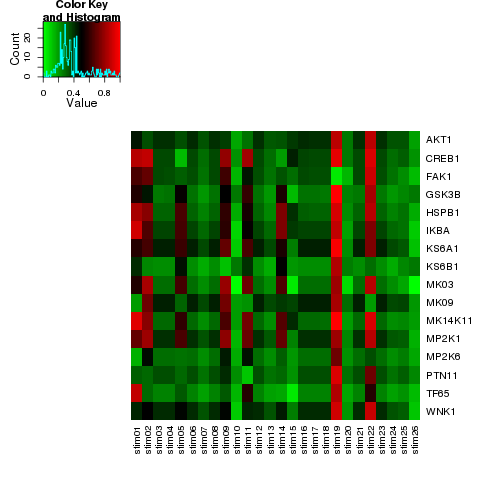 Color Key
and Histogram
Count
0 10 20
0 0.4 0.8
Value
AKT1
CREB1
FAK1
GSK3B
HSPB1
IKBA
KS6A1
KS6B1
MK03
MK09
MK14K11
MP2K1
MP2K6
PTN11
TF65
WNK1
stim01
stim02
stim03
stim04
stim05
stim06
stim07
stim08
stim09
stim10
stim11
stim12
stim13
stim14
stim15
stim16
stim17
stim18
stim19
stim20
stim21
stim22
stim23
stim24
stim25
stim26